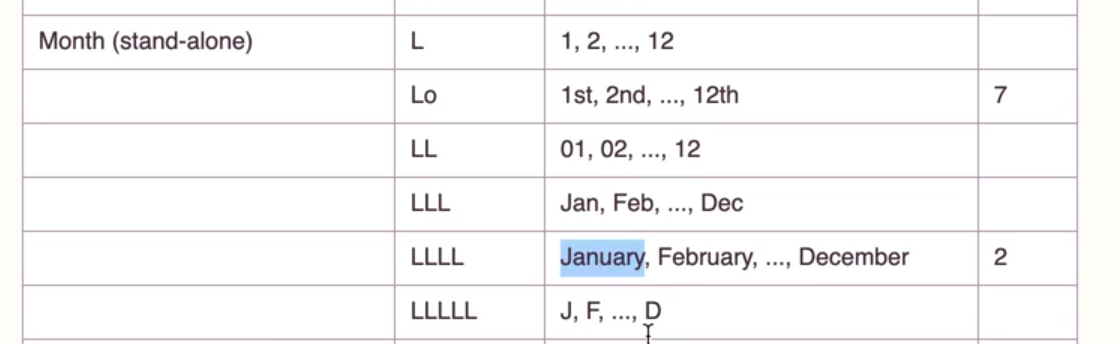 Month (stand-alone) L 1, 2, ..., 12
Lo 1st, 2nd, ..., 12th 7
LL 01, 02, ..., 12
LLL Jan, Feb, ..., Dec
LLLL January, February, ..., December 2
LLLLL J, F, ..., D